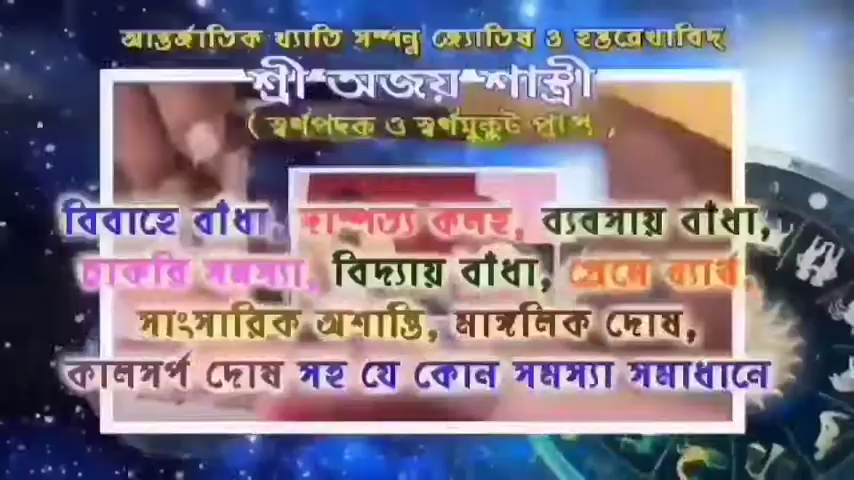 আন্তর্জাতিক খ্যাতি সম্পন্ন জ্যোতিষ ও হস্তরেখাবিদ
শ্রী অজয় শাস্ত্রী
( স্বর্ণপদক ও স্বর্ণমুকুট প্রাপ্ত )
বিবাহে বাঁধা, দাম্পত্য কলহ, ব্যবসায় বাঁধা,
চাকরি সমস্যা, বিদ্যায় বাঁধা, প্রেমে ব্যার্থ,
সাংসারিক অশান্তি, মাঙ্গলিক দোষ,
কালসর্প দোষ সহ যে কোন সমস্যা সমাধানে